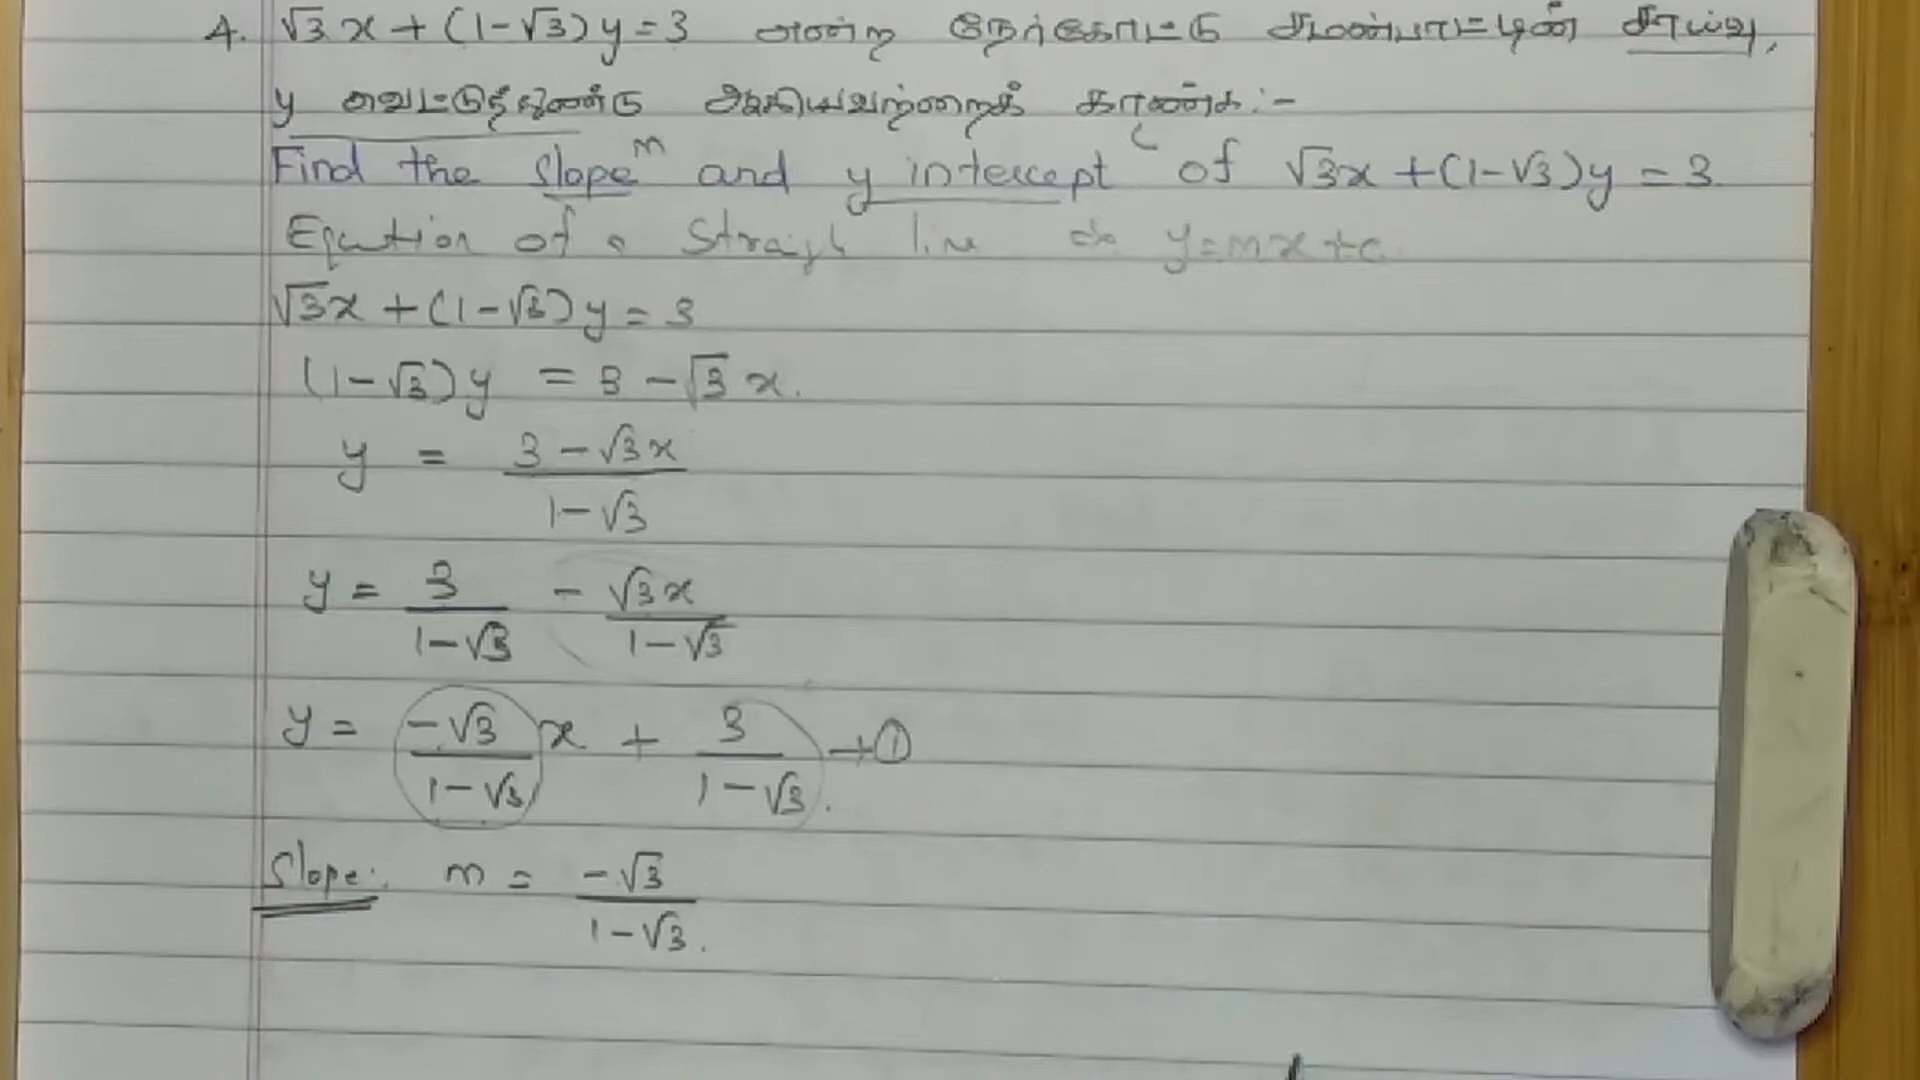 4. √3x + (1-√3)y = 3 என்ற நேர்கோட்டு சமன்பாட்டின் சாய்வு,
y வெட்டுத்துண்டு ஆகியவற்றைக் காண்க:-
m c
Find the slope and y intercept of √3x + (1-√3)y = 3.
Equation of a Straigh line y=mx+c
√3x + (1-√3)y = 3
(1-√3)y = 3 - √3x.
y = (3 - √3x)/(1-√3)
y = 3/(1-√3) - √3x/(1-√3)
y = (-√3)/(1-√3) x + 3/(1-√3). → ①
Slope: m = (-√3)/(1-√3).